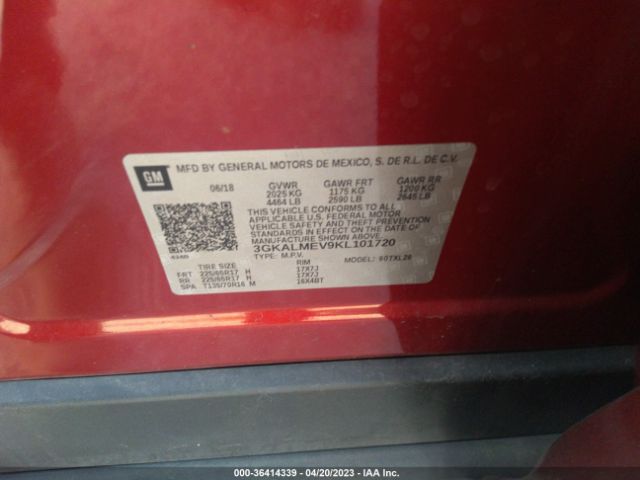 GM
MFD BY GENERAL MOTORS DE MEXICO, S. DE R.L. DE C.V.
06/18 GVWR GAWR FRT GAWR RR
2025 KG 1175 KG 1200 KG
4464 LB 2590 LB 2645 LB
THIS VEHICLE CONFORMS TO ALL
APPLICABLE U.S. FEDERAL MOTOR
VEHICLE SAFETY AND THEFT PREVENTION
STANDARDS IN EFFECT ON THE DATE OF
MANUFACTURE SHOWN ABOVE.
3GKALMEV9KL101720
TYPE: M.P.V. MODEL:
TIRE SIZE RIM
FRT 225/65R17 H 17X7J
RR 225/65R17 H 17X7J
SPA T135/70R16 M 16X4BT
000-36414339 - 04/20/2023 - IAA Inc.